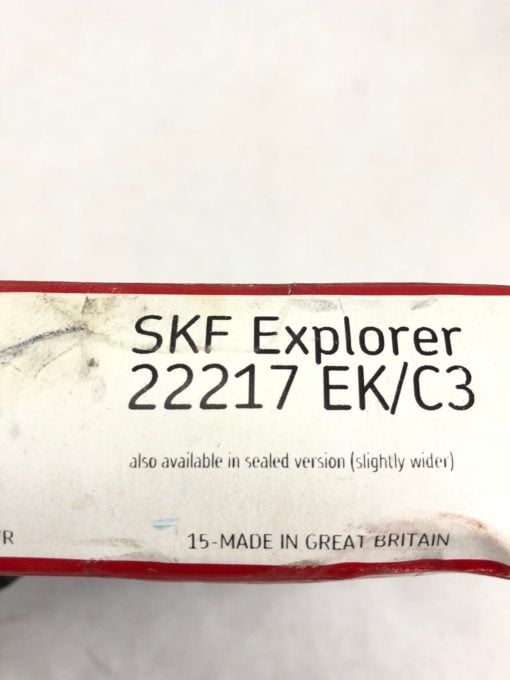 SKF Explorer
22217 EK/C3
also available in sealed version (slightly wider)
15-MADE IN GREAT BRITAIN